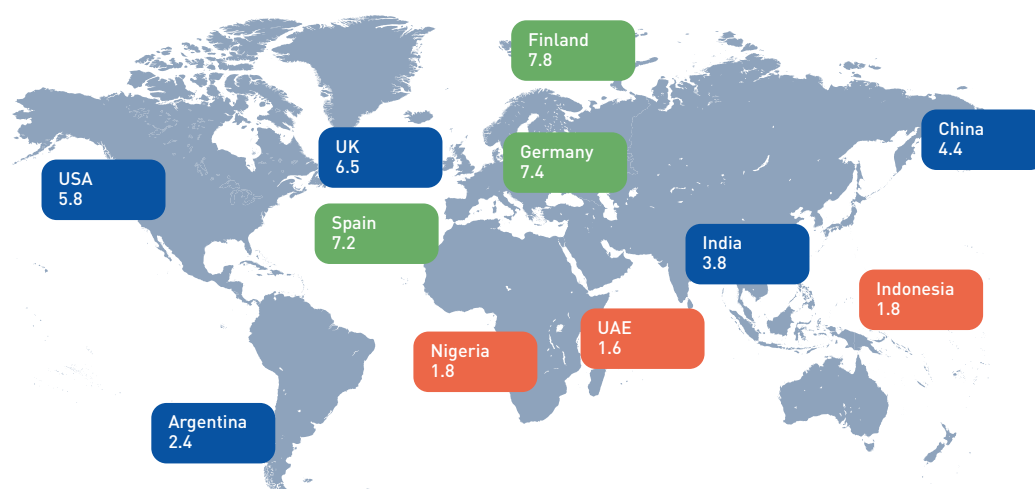 Finland
7.8
China
4.4
UK
6.5
Germany
7.4
USA
5.8
Spain
7.2
India
3.8
Indonesia
1.8
UAE
1.6
Nigeria
1.8
Argentina
2.4